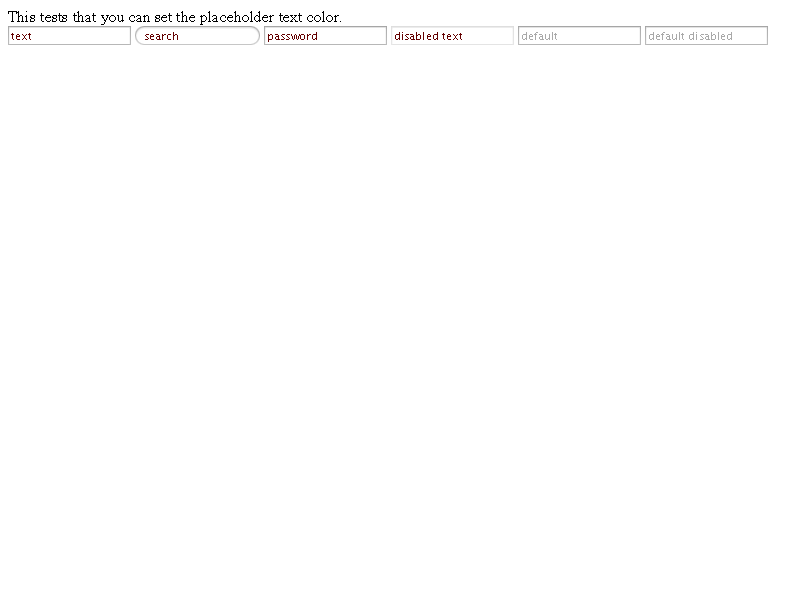 This tests that you can set the placeholder text color.
text search password disabled text default default disabled